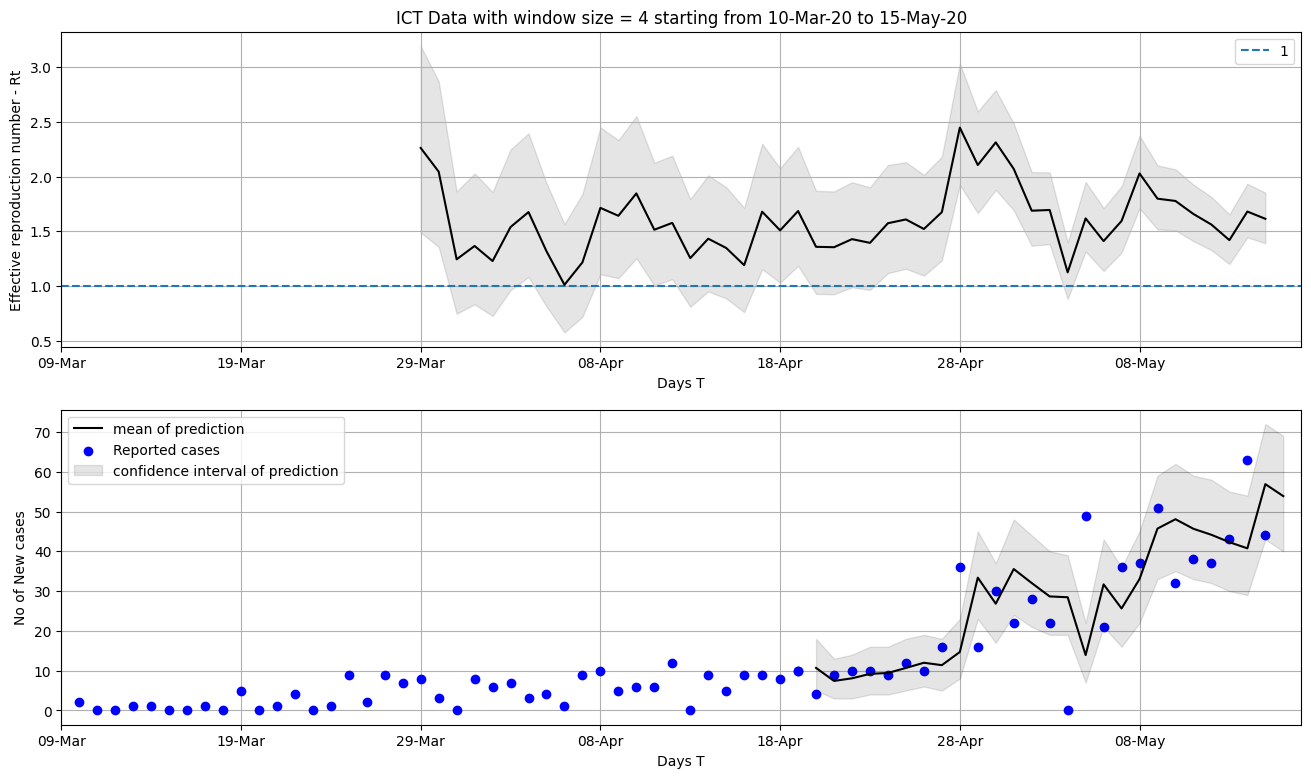 ICT Data with window size = 4 starting from 10-Mar-20 to 15-May-20
Effective reproduction number - Rt
3.0
2.5
2.0
1.5
1.0
0.5
1
09-Mar 19-Mar 29-Mar 08-Apr 18-Apr 28-Apr 08-May
Days T
No of New cases
70
60
50
40
30
20
10
0
mean of prediction
Reported cases
confidence interval of prediction
09-Mar 19-Mar 29-Mar 08-Apr 18-Apr 28-Apr 08-May
Days T